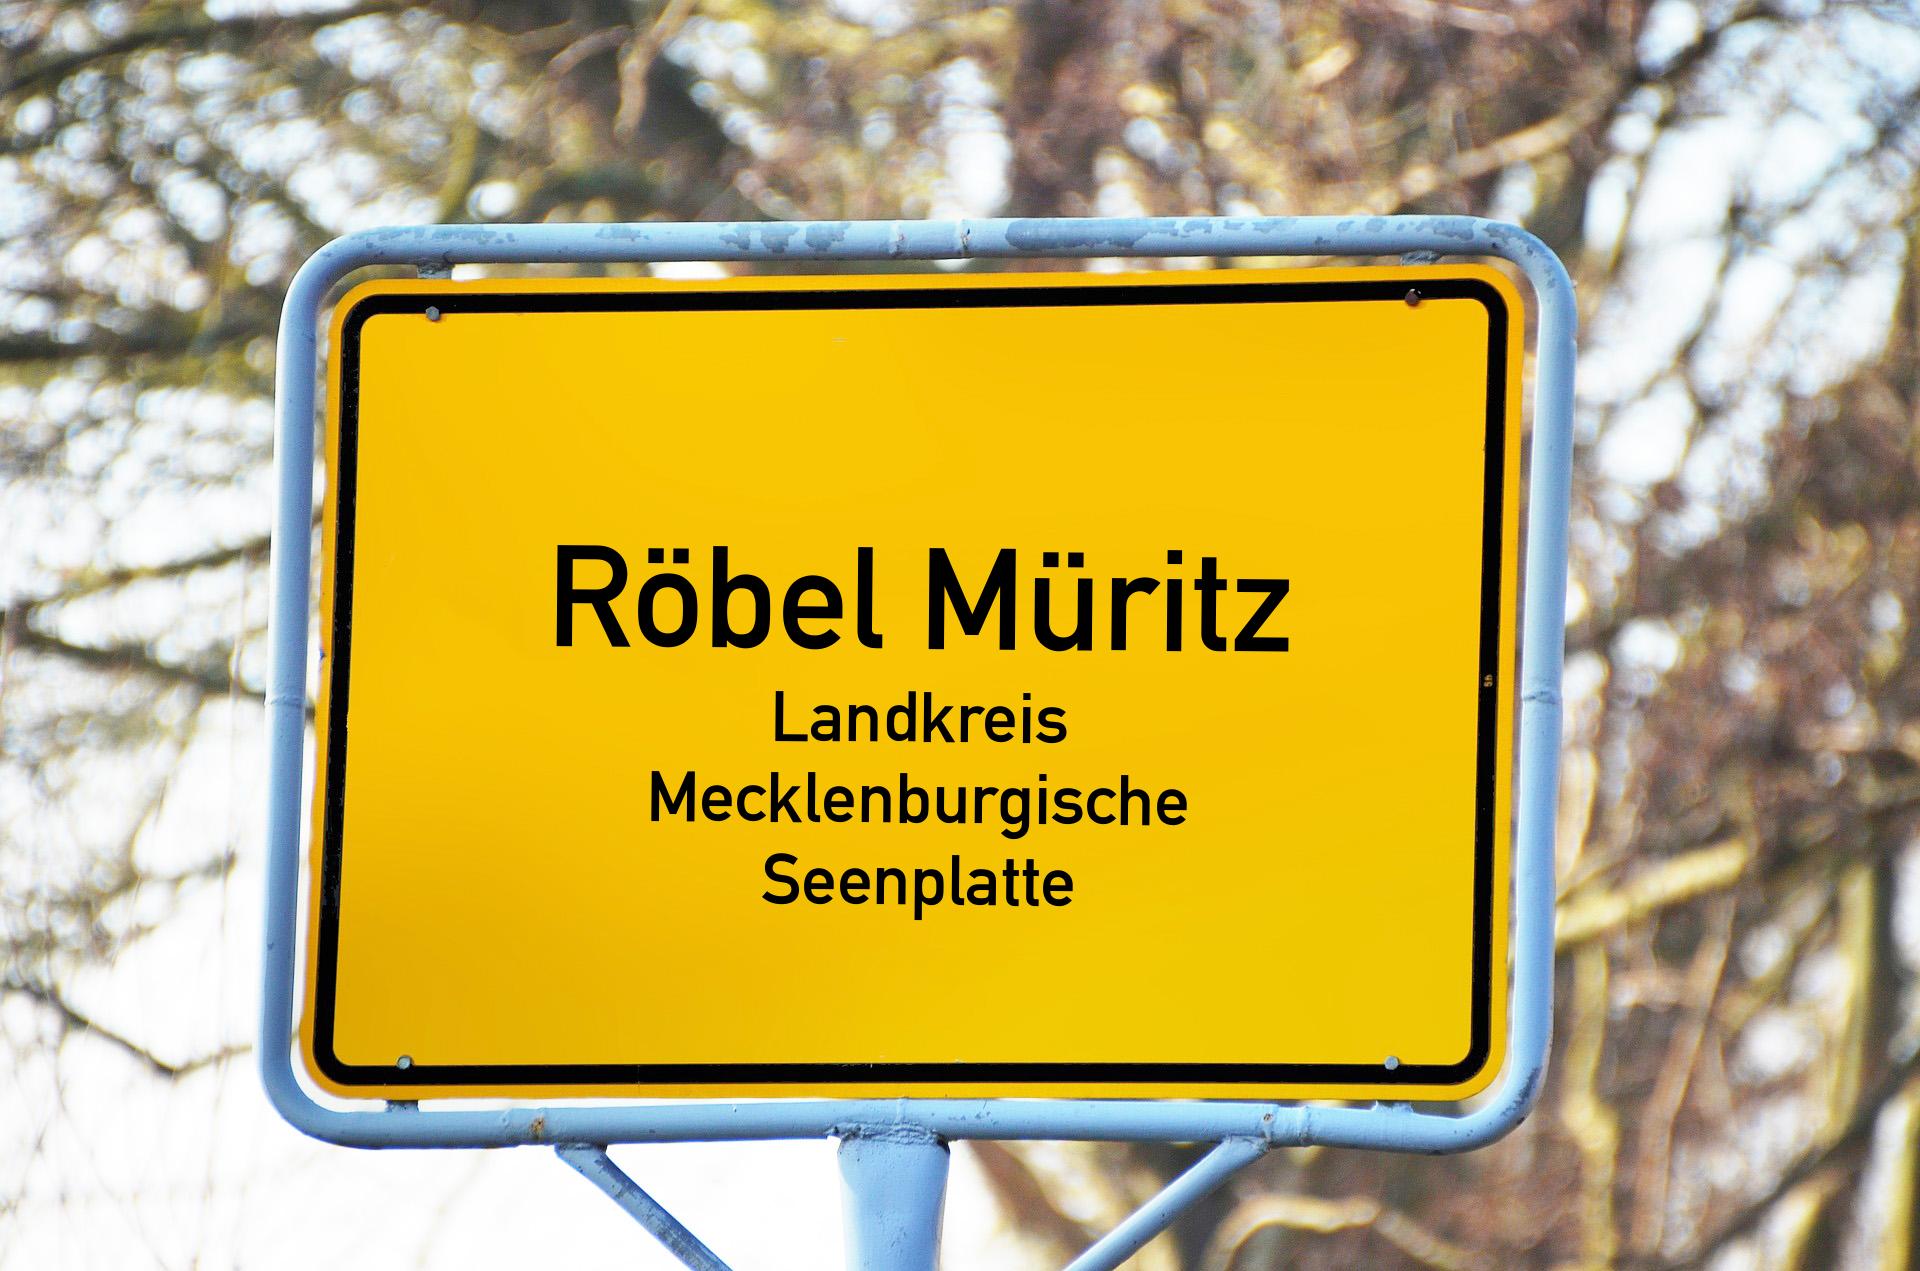 Röbel Müritz
Landkreis
Mecklenburgische
Seenplatte